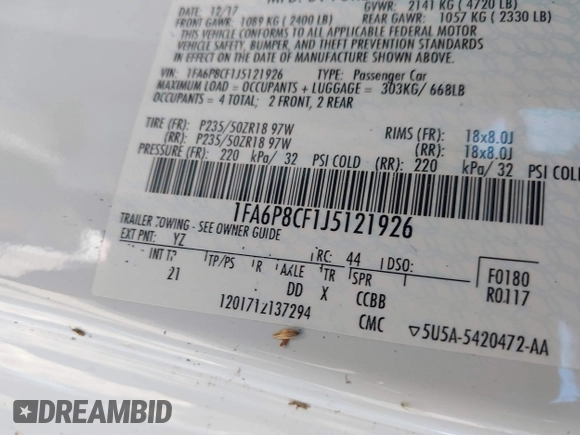 GVWR: 2141 KG ( 4720 LB)
DATE: 12/17
FRONT GAWR: 1089 KG ( 2400 LB) REAR GAWR: 1057 KG ( 2330 LB)
THIS VEHICLE CONFORMS TO ALL APPLICABLE FEDERAL MOTOR
VEHICLE SAFETY, BUMPER, AND THEFT PREVENTION STANDARDS
IN EFFECT ON THE DATE OF MANUFACTURE SHOWN ABOVE.
VIN: 1FA6P8CF1J5121926 TYPE: Passenger Car
MAXIMUM LOAD = OCCUPANTS + LUGGAGE = 303KG/ 668LB
OCCUPANTS = 4 TOTAL; 2 FRONT, 2 REAR
TIRE (FR): P235/50ZR18 97W RIMS (FR): 18x8.0J
(RR): P235/50ZR18 97W (RR): 18x8.0J
PRESSURE (FR): 220 kPa/ 32 PSI COLD (RR): 220 kPa/ 32 PSI COLD
1FA6P8CF1J5121926
TRAILER TOWING - SEE OWNER GUIDE
EXT PNT: YZ RC: 44 DSO: F0180
INT TR TP/PS R AXLE TR SPR R0117
21 DD X CCBB
CMC ▽5U5A-5420472-AA
DREAMBID